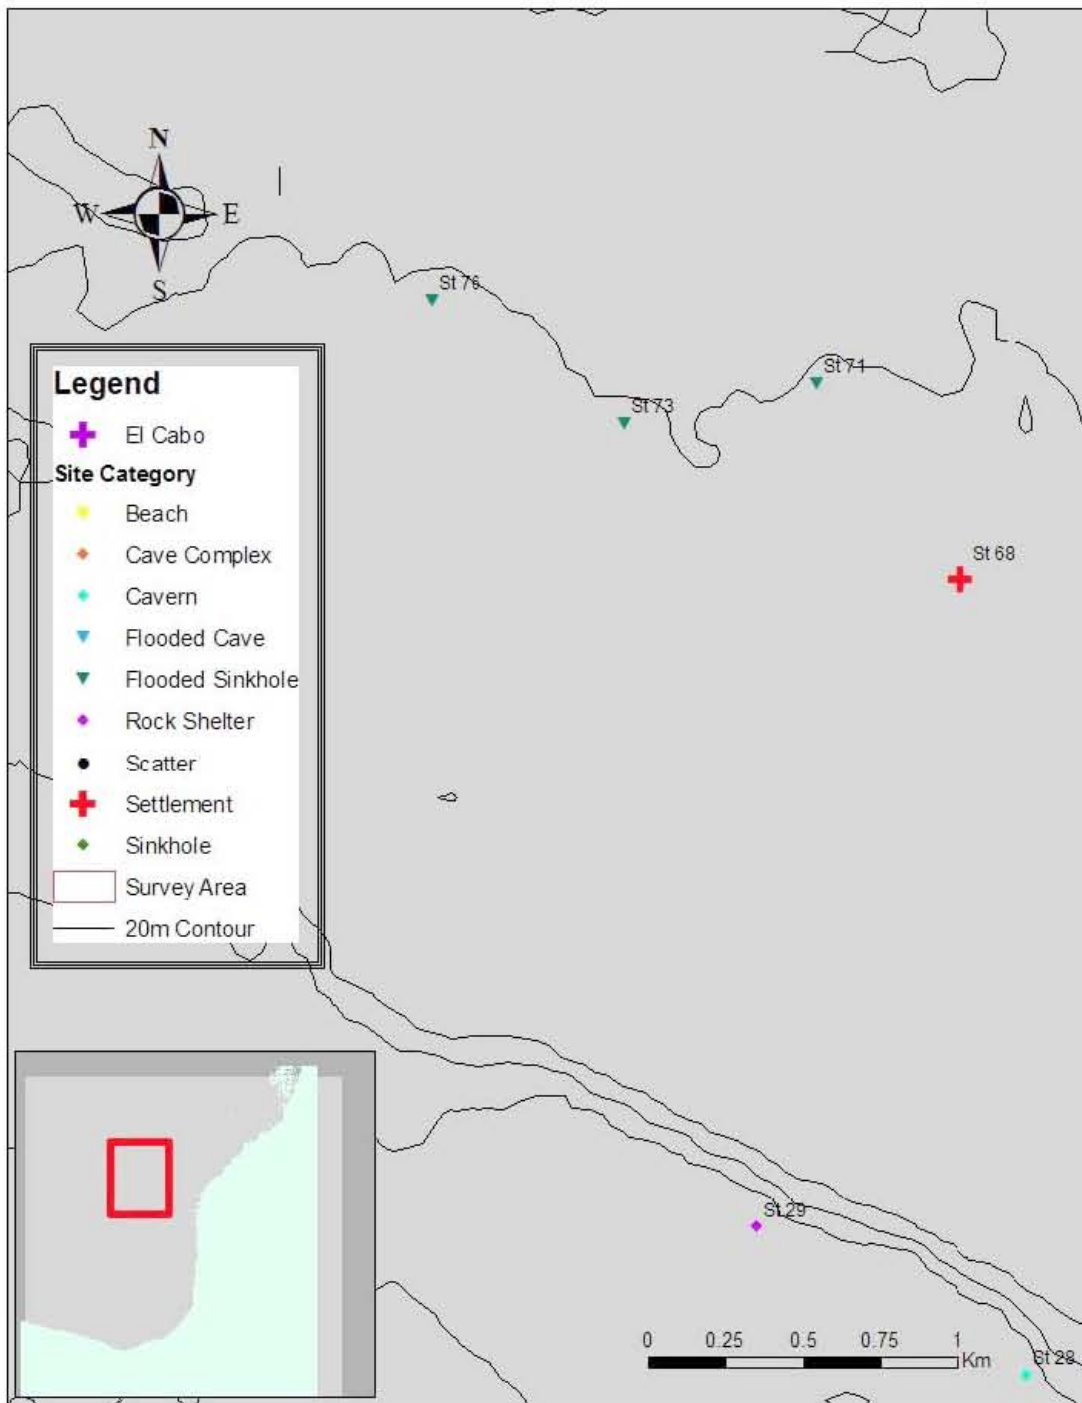 N
W E
S
St 76
St 71
St 73
St 68
Legend
El Cabo
Site Category
Beach
Cave Complex
Cavern
Flooded Cave
Flooded Sinkhole
Rock Shelter
Scatter
Settlement
Sinkhole
Survey Area
20m Contour
St 29
0 0.25 0.5 0.75 1
Km
St 28